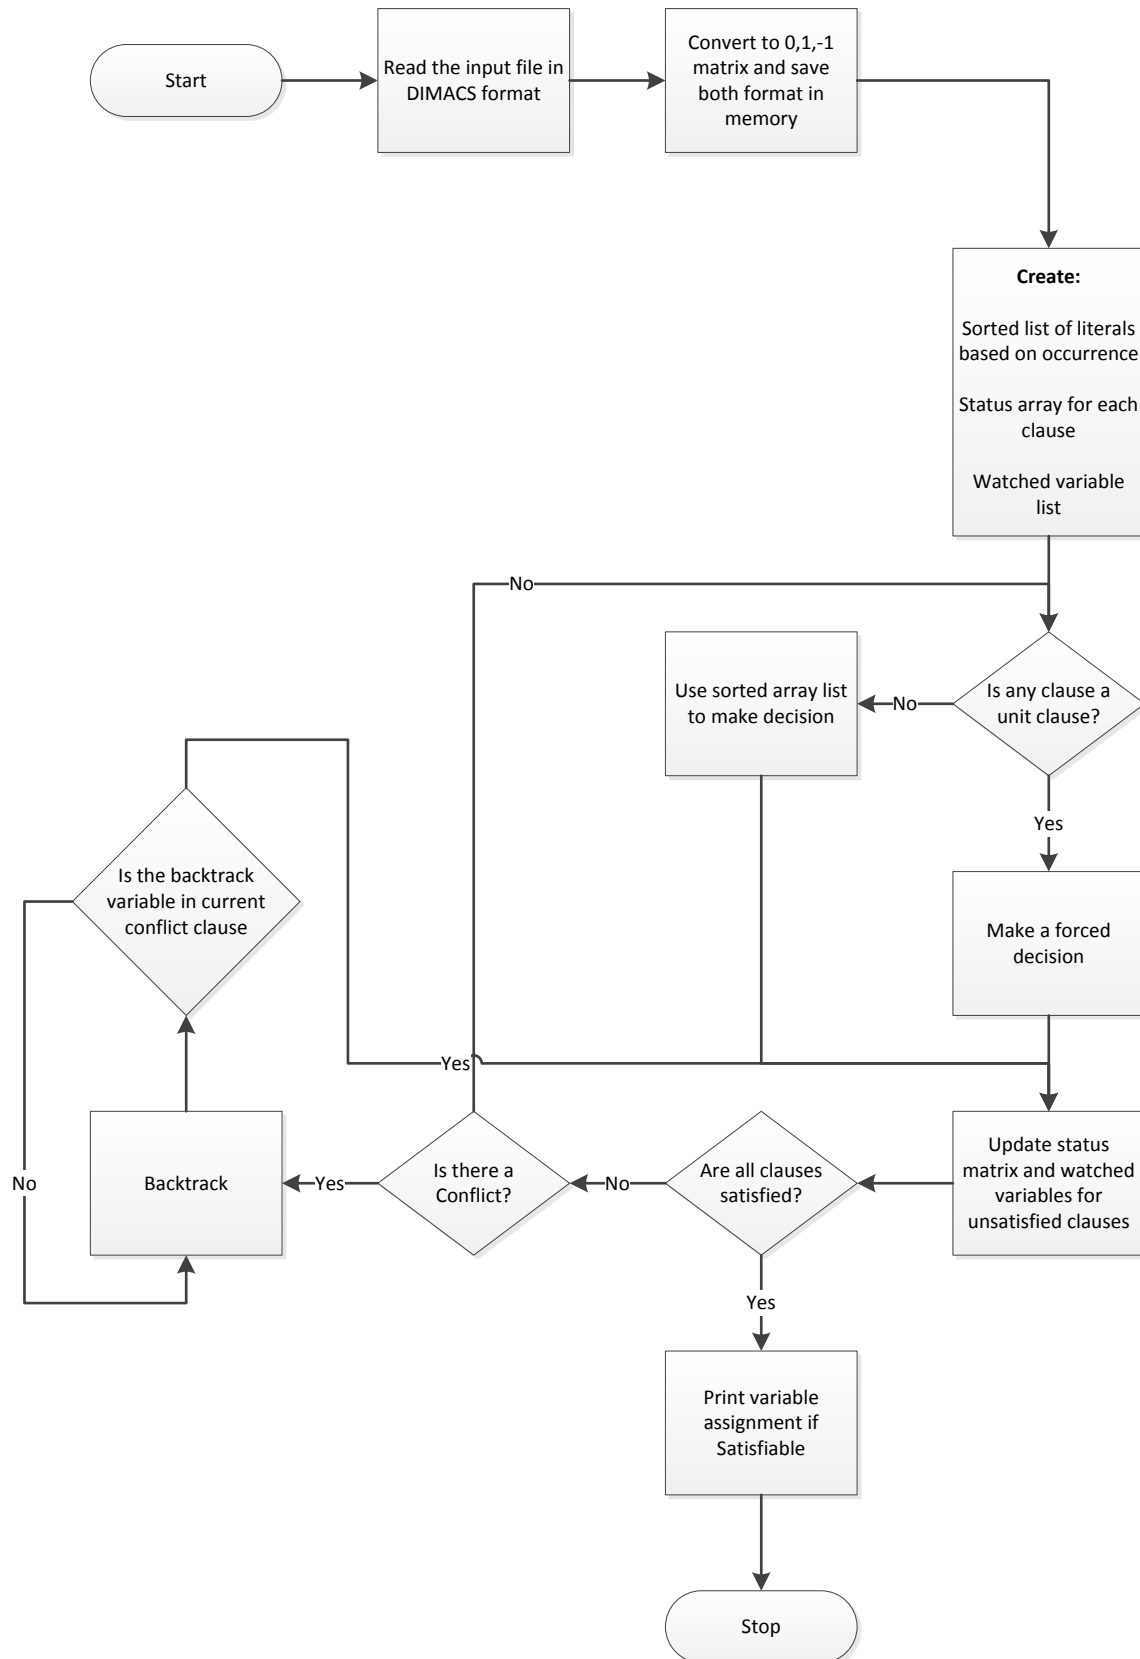 Start
Read the input file in
DIMACS format
Convert to 0,1,-1
matrix and save
both format in
memory
Create:
Sorted list of literals
based on occurrence
Status array for each
clause
Watched variable
list
No
Is any clause a
unit clause?
No
Use sorted array list
to make decision
Yes
Make a forced
decision
Is the backtrack
variable in current
conflict clause
Yes
No
Update status
matrix and watched
variables for
unsatisfied clauses
Are all clauses
satisfied?
No
Is there a
Conflict?
Yes
Backtrack
Yes
Print variable
assignment if
Satisfiable
Stop